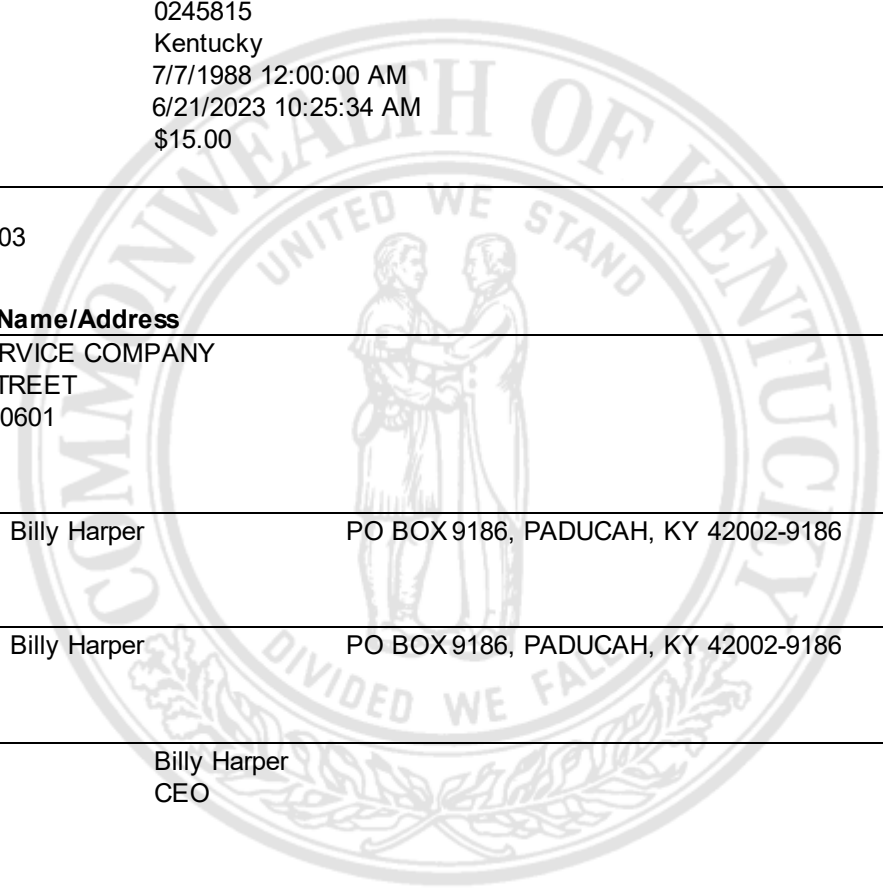 0245815
Kentucky
7/7/1988 12:00:00 AM
6/21/2023 10:25:34 AM
$15.00
COMMONWEALTH OF KENTUCKY
UNITED WE STAND
03
Name/Address
RVICE COMPANY
TREET
0601
Billy Harper PO BOX 9186, PADUCAH, KY 42002-9186
Billy Harper PO BOX 9186, PADUCAH, KY 42002-9186
DIVIDED WE FALL
Billy Harper
CEO